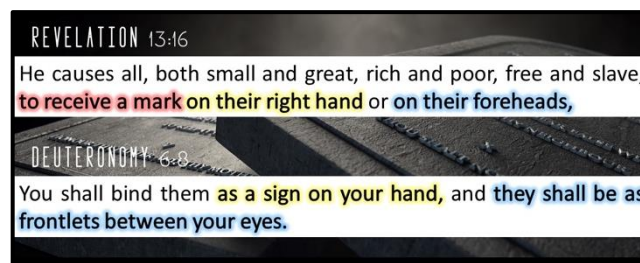 REVELATION 13:16
He causes all, both small and great, rich and poor, free and slave,
to receive a mark on their right hand or on their foreheads,
DEUTERONOMY 6:8
You shall bind them as a sign on your hand, and they shall be as
frontlets between your eyes.